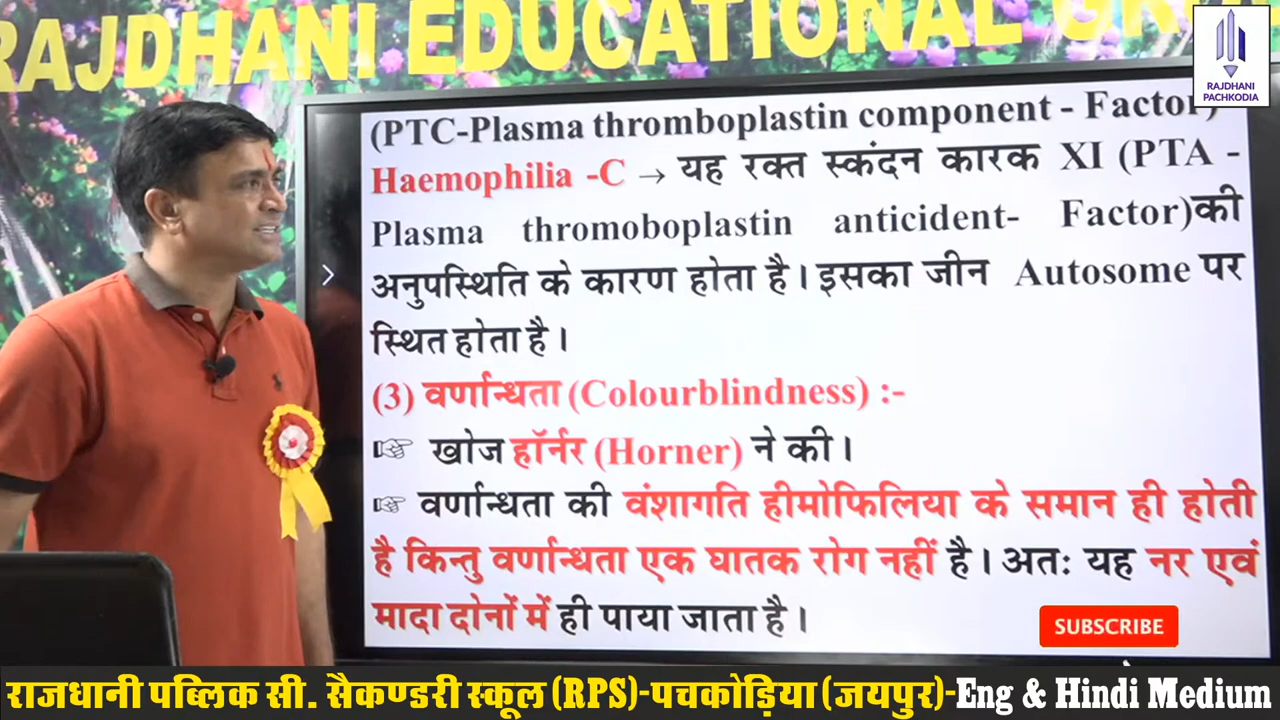 RAJDHANI EDUCATIONAL GR
RAJDHANI
PACHKODIA
(PTC-Plasma thromboplastin component - Factor)
Haemophilia -C → यह रक्त स्कंदन कारक XI (PTA -
Plasma thromoboplastin anticident- Factor)की
अनुपस्थिति के कारण होता है। इसका जीन Autosome पर
स्थित होता है।
(3) वर्णान्धता (Colourblindness) :-
☞ खोज हॉर्नर (Horner) ने की।
☞ वर्णान्धता की वंशागति हीमोफिलिया के समान ही होती
है किन्तु वर्णान्धता एक घातक रोग नहीं है। अतः यह नर एवं
मादा दोनों में ही पाया जाता है।
SUBSCRIBE
राजधानी पब्लिक सी. सैकण्डरी स्कूल (RPS)-पचकोड़िया (जयपुर)-Eng & Hindi Medium